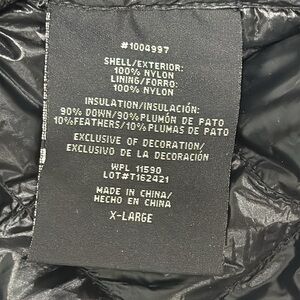 #1004997
SHELL/EXTERIOR:
100% NYLON
LINING/FORRO:
100% NYLON
INSULATION/INSULACIÓN:
90% DOWN/90%PLUMÓN DE PATO
10%FEATHERS/10%PLUMAS DE PATO
EXCLUSIVE OF DECORATION/
EXCLUSIVO DE LA DECORACIÓN
WPL 11590
LOT#T162421
MADE IN CHINA/
HECHO EN CHINA
X-LARGE